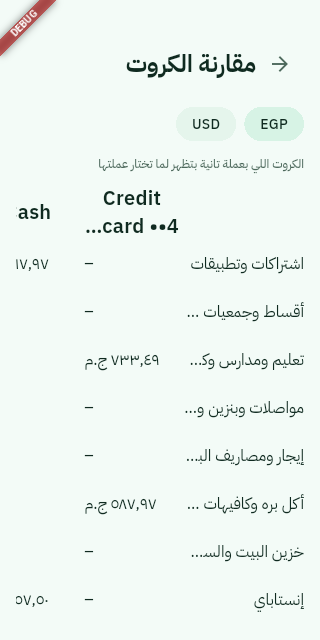 DEBUG
مقارنة الكروت
EGP USD
الكروت اللي بعملة تانية بتظهر لما تختار عملتها
Credit
card ••4... ash
اشتراكات وتطبيقات – ١٧,٩٧
أقساط وجمعيات ... –
تعليم ومدارس وك... ٧٣٣,٤٩ ج.م
مواصلات وبنزين و... –
إيجار ومصاريف الب... –
أكل بره وكافيهات ... ٥٨٧,٩٧ ج.م
خزين البيت والس... –
إنستاباي – ٥٧,٥٠